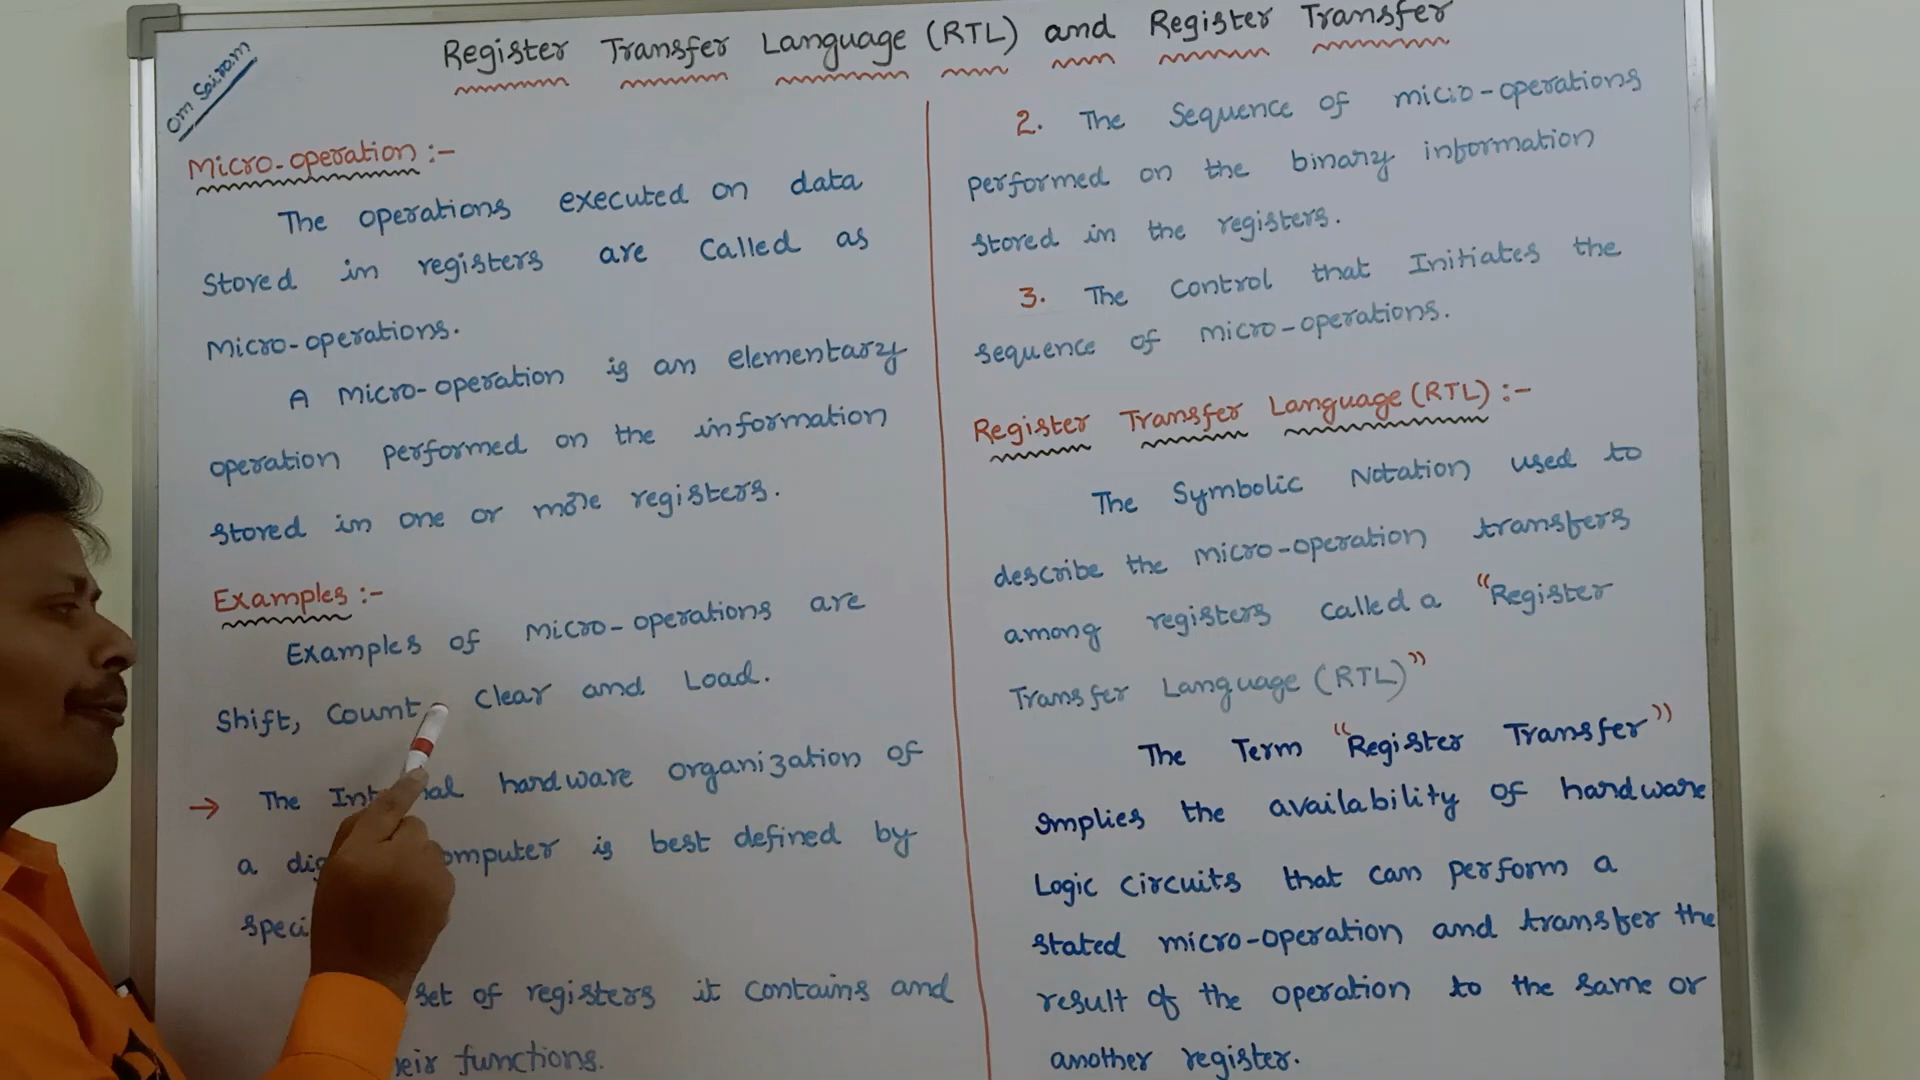 Om Sairam
Register Transfer Language (RTL) and Register Transfer
Micro-operation :-
The operations executed on data
stored in registers are called as
Micro-operations.
A Micro-operation is an elementary
operation performed on the information
stored in one or more registers.
Examples :-
Examples of micro-operations are
Shift, Count, Clear and Load.
→ The hardware organization of
a is best defined by
set of registers it contains and
functions.
2. The Sequence of micro-operations
performed on the binary information
stored in the registers.
3. The Control that Initiates the
sequence of micro-operations.
Register Transfer Language (RTL) :-
The Symbolic Notation used to
describe the micro-operation transfers
among registers called a "Register
Transfer Language (RTL)"
The Term "Register Transfer"
Implies the availability of hardware
Logic circuits that can perform a
stated micro-operation and transfer the
result of the operation to the same or
another register.